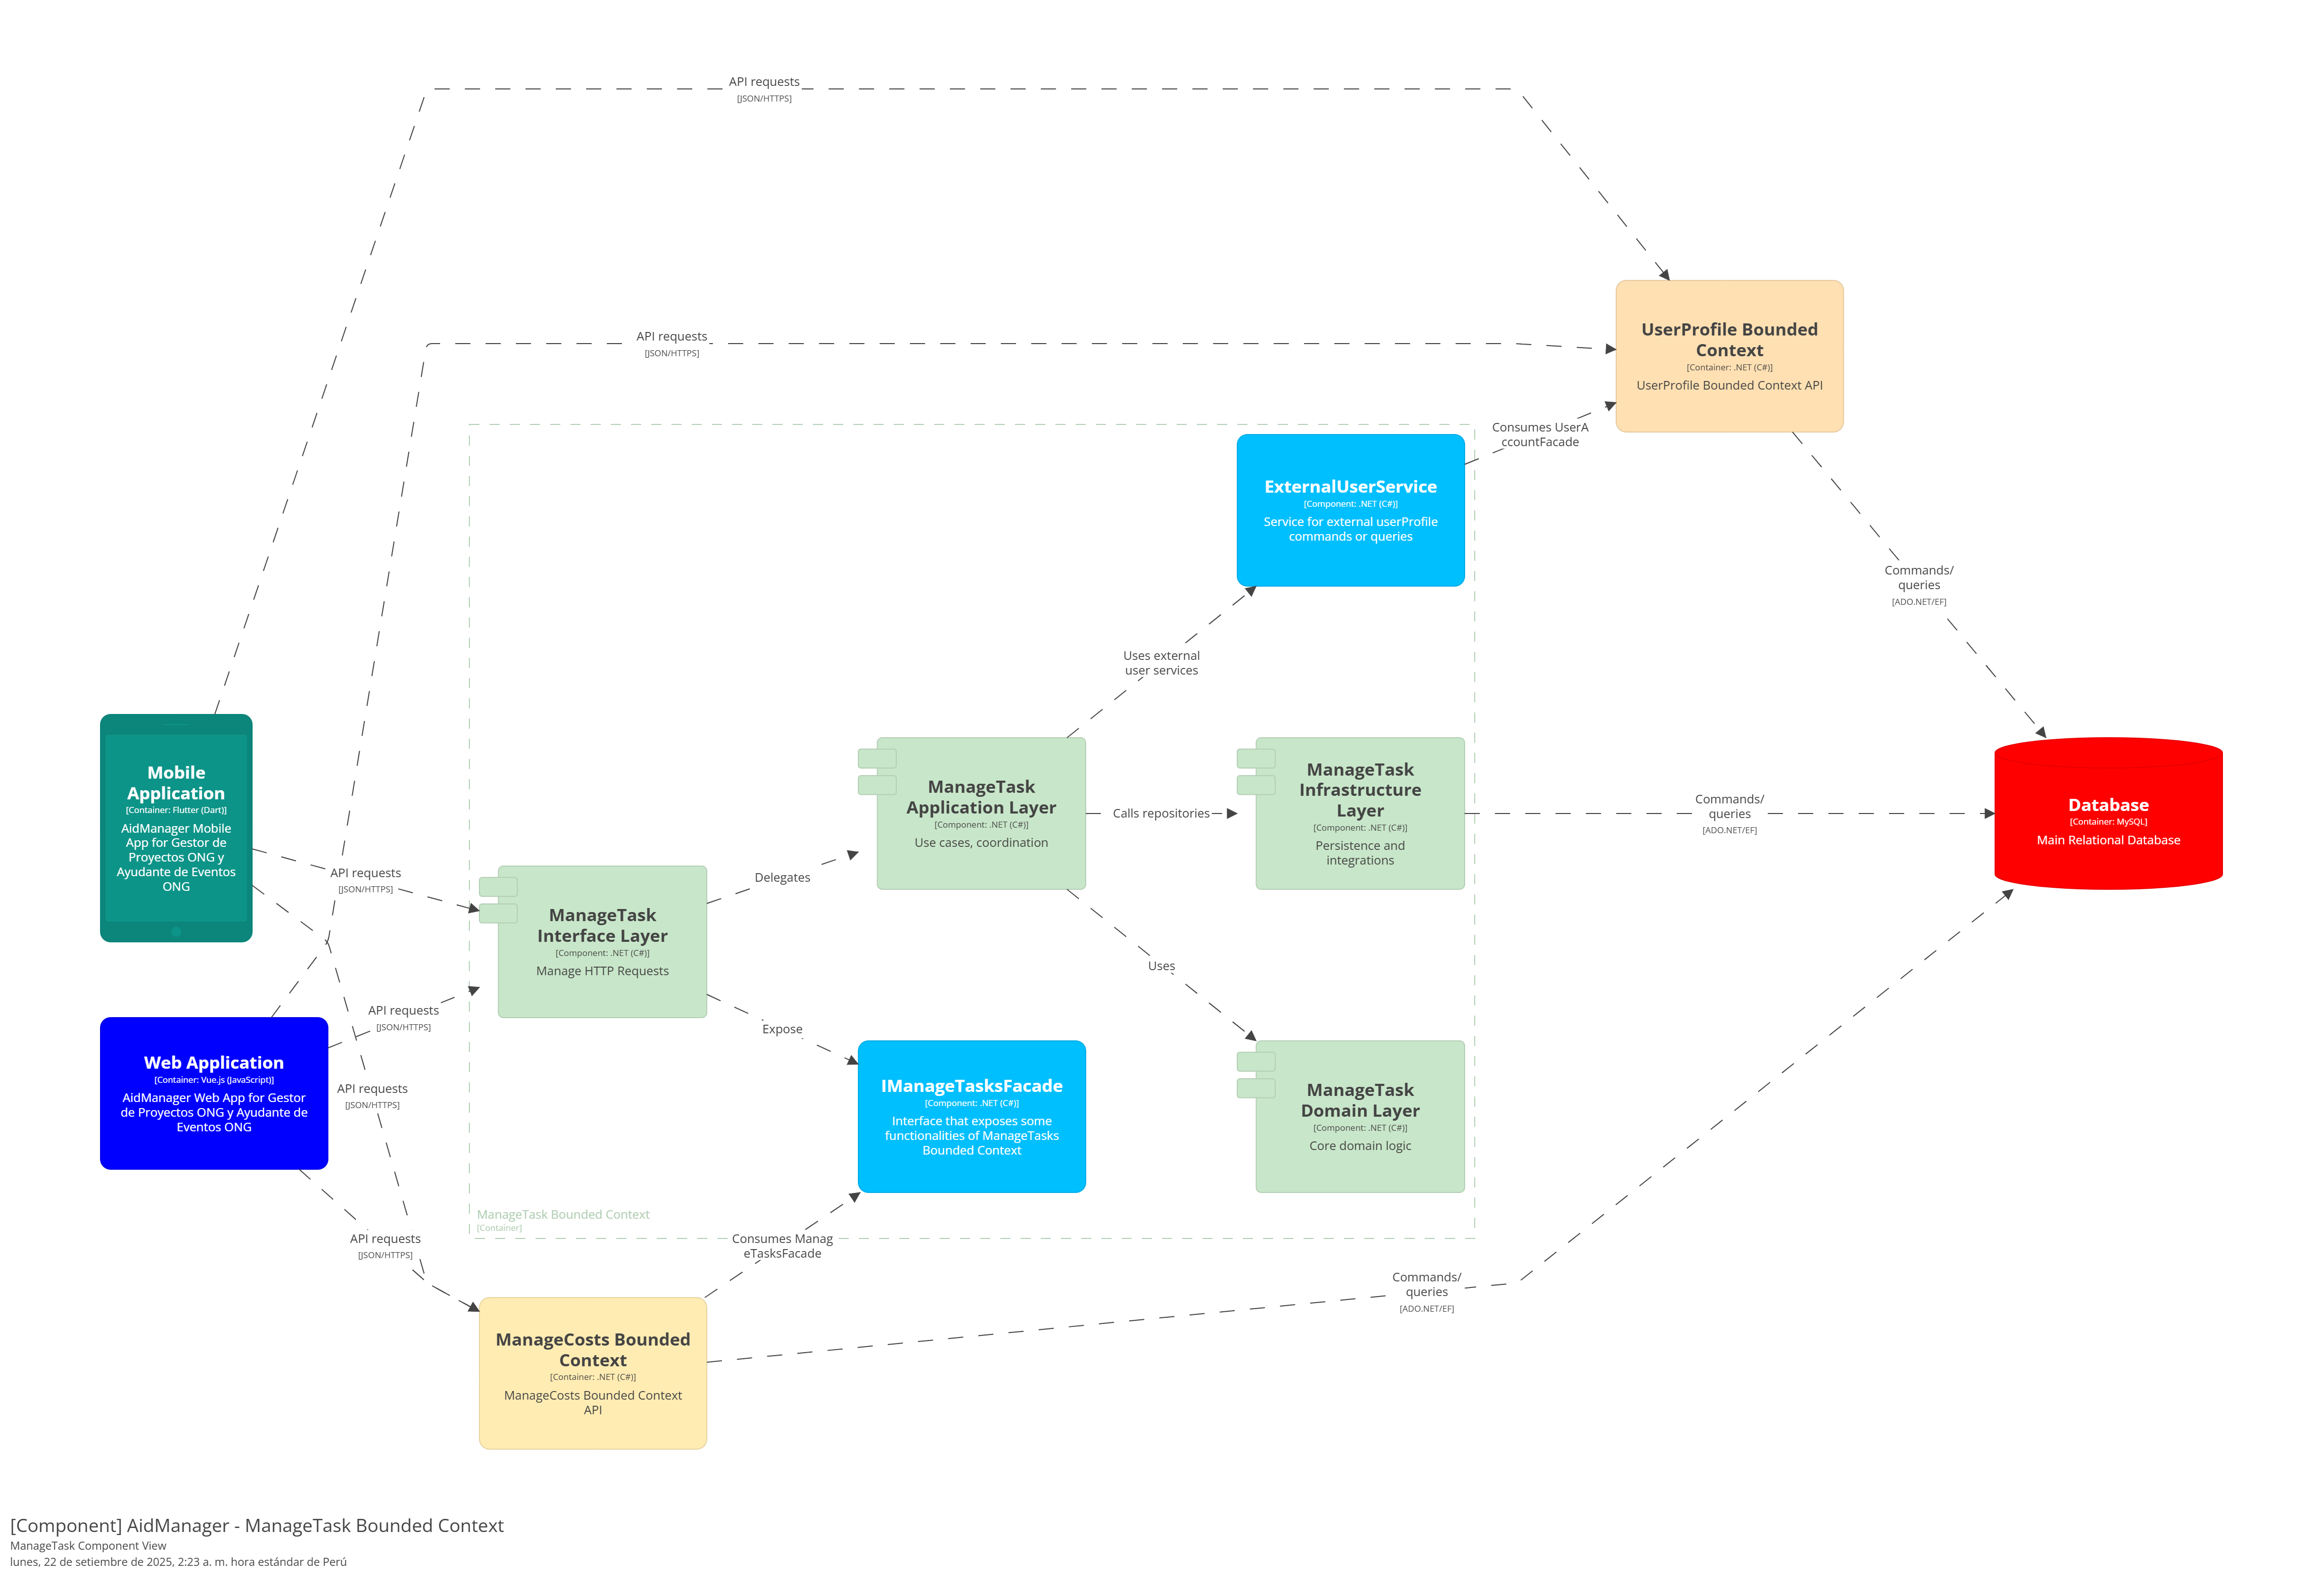 API requests
[JSON/HTTPS]
API requests
[JSON/HTTPS]
UserProfile Bounded
Context
[Container: .NET (C#)]
UserProfile Bounded Context API
Consumes UserA
ccountFacade
ExternalUserService
[Component: .NET (C#)]
Service for external userProfile
commands or queries
Commands/
queries
[ADO.NET/EF]
Uses external
user services
Mobile
Application
[Container: Flutter (Dart)]
AidManager Mobile
App for Gestor de
Proyectos ONG y
Ayudante de Eventos
ONG
ManageTask
Application Layer
[Component: .NET (C#)]
Use cases, coordination
Calls repositories
ManageTask
Infrastructure
Layer
[Component: .NET (C#)]
Persistence and
integrations
Commands/
queries
[ADO.NET/EF]
Database
[Container: MySQL]
Main Relational Database
API requests
[JSON/HTTPS]
Delegates
ManageTask
Interface Layer
[Component: .NET (C#)]
Manage HTTP Requests
Uses
API requests
[JSON/HTTPS]
Expose
Web Application
[Container: Vue.js (JavaScript)]
AidManager Web App for Gestor
de Proyectos ONG y Ayudante de
Eventos ONG
API requests
[JSON/HTTPS]
IManageTasksFacade
[Component: .NET (C#)]
Interface that exposes some
functionalities of ManageTasks
Bounded Context
ManageTask
Domain Layer
[Component: .NET (C#)]
Core domain logic
ManageTask Bounded Context
[Container]
API requests
[JSON/HTTPS]
Consumes Manag
eTasksFacade
Commands/
queries
[ADO.NET/EF]
ManageCosts Bounded
Context
[Container: .NET (C#)]
ManageCosts Bounded Context
API
[Component] AidManager - ManageTask Bounded Context
ManageTask Component View
lunes, 22 de setiembre de 2025, 2:23 a. m. hora estándar de Perú